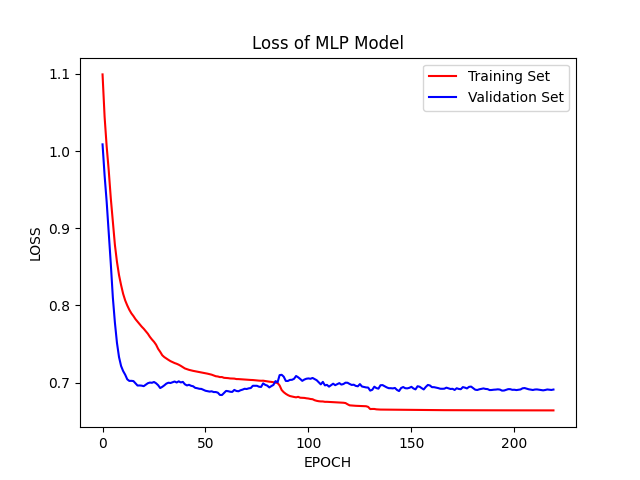 Loss of MLP Model
Training Set
Validation Set
1.1
1.0
0.9
0.8
0.7
LOSS
0
50
100
150
200
EPOCH